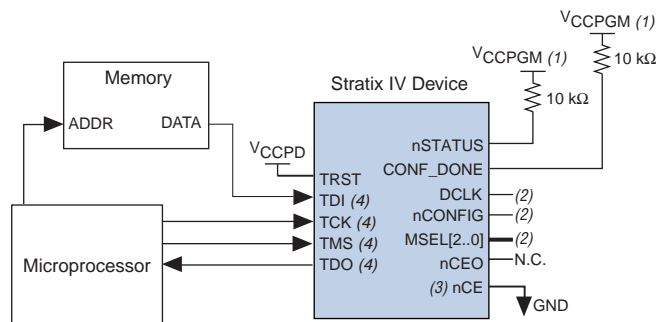 VCCPGM (1)
VCCPGM (1)
10 kΩ
10 kΩ
Memory
ADDR
DATA
Stratix IV Device
VCCPD
nSTATUS
CONF_DONE
TRST
DCLK
(2)
TDI (4)
nCONFIG
(2)
TCK (4)
MSEL[2..0]
(2)
TMS (4)
nCEO
N.C.
TDO (4)
(3) nCE
GND
Microprocessor